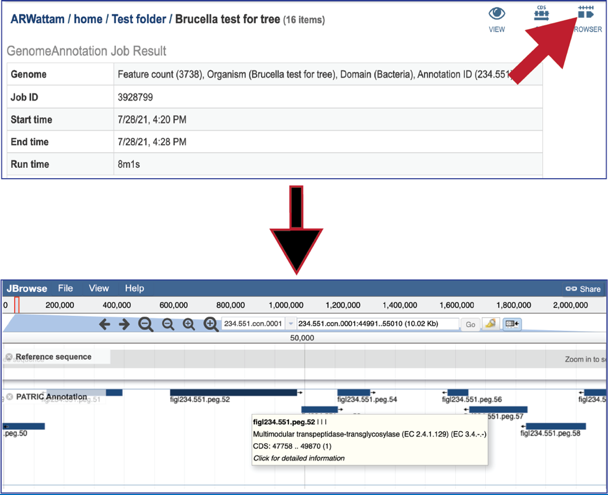 ARWattam / home / Test folder / Brucella test for tree (16 items)
VIEW
CDS
ROWSER
GenomeAnnotation Job Result
Genome Feature count (3738), Organism (Brucella test for tree), Domain (Bacteria), Annotation ID (234.551
Job ID 3928799
Start time 7/28/21, 4:20 PM
End time 7/28/21, 4:28 PM
Run time 8m1s
JBrowse File View Help Share
0 200,000 400,000 600,000 800,000 1,000,000 1,200,000 1,400,000 1,600,000 1,800,000 2,000,000
234.551.con.0001 234.551.con.0001:44991..55010 (10.02 Kb) Go
50,000
Reference sequence Zoom in to s
PATRIC Annotation
fig|234.551.peg.51 fig|234.551.peg.52 fig|234.551.peg.54 fig|234.551.peg.56 fig|234.55
fig|234.551.peg.57
.peg.50 fig|234.551.peg.58
fig|234.551.peg.52 | | |
Multimodular transpeptidase-transglycosylase (EC 2.4.1.129) (EC 3.4.-.-)
CDS: 47758 .. 49870 (1)
Click for detailed information